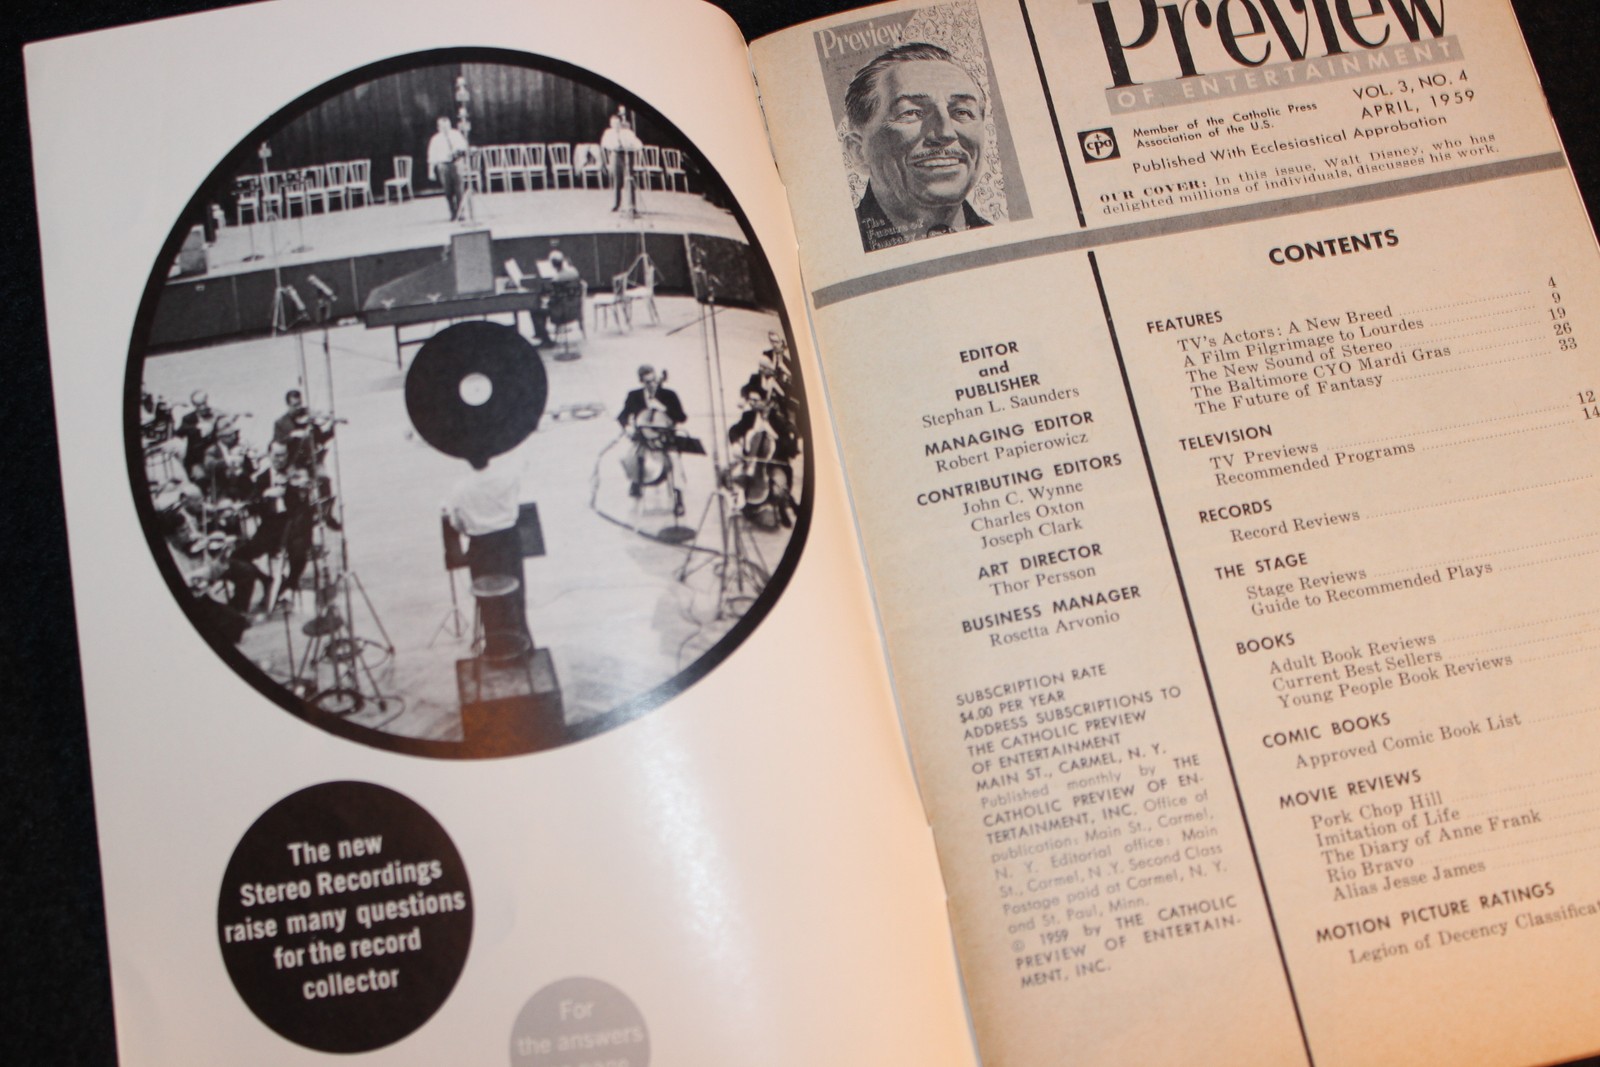 The new
Stereo Recordings
raise many questions
for the record
collector
For
the answers
Preview
The
Future of
Fantasy
Preview
OF ENTERTAINMENT
VOL. 3, NO. 4
APRIL, 1959
cpa
Member of the Catholic Press
Association of the U.S.
Published With Ecclesiastical Approbation
OUR COVER: In this issue, Walt Disney, who has
delighted millions of individuals, discusses his work.
EDITOR
and
PUBLISHER
Stephan L. Saunders
MANAGING EDITOR
Robert Papierowicz
CONTRIBUTING EDITORS
John C. Wynne
Charles Oxton
Joseph Clark
ART DIRECTOR
Thor Persson
BUSINESS MANAGER
Rosetta Arvonio
SUBSCRIPTION RATE
$4.00 PER YEAR
ADDRESS SUBSCRIPTIONS TO
THE CATHOLIC PREVIEW
OF ENTERTAINMENT
MAIN ST., CARMEL, N. Y.
Published monthly by THE
CATHOLIC PREVIEW OF EN-
TERTAINMENT, INC. Office of
publication: Main St., Carmel,
N. Y. Editorial office: Main
St., Carmel, N.Y. Second Class
Postage paid at Carmel, N. Y.
and St. Paul, Minn.
© 1959 by THE CATHOLIC
PREVIEW OF ENTERTAIN-
MENT, INC.
CONTENTS
FEATURES
TV's Actors: A New Breed 4
A Film Pilgrimage to Lourdes 9
The New Sound of Stereo 19
The Baltimore CYO Mardi Gras 26
The Future of Fantasy 33
TELEVISION
TV Previews 12
Recommended Programs 14
RECORDS
Record Reviews
THE STAGE
Stage Reviews
Guide to Recommended Plays
BOOKS
Adult Book Reviews
Current Best Sellers
Young People Book Reviews
COMIC BOOKS
Approved Comic Book List
MOVIE REVIEWS
Pork Chop Hill
Imitation of Life
The Diary of Anne Frank
Rio Bravo
Alias Jesse James
MOTION PICTURE RATINGS
Legion of Decency Classificat